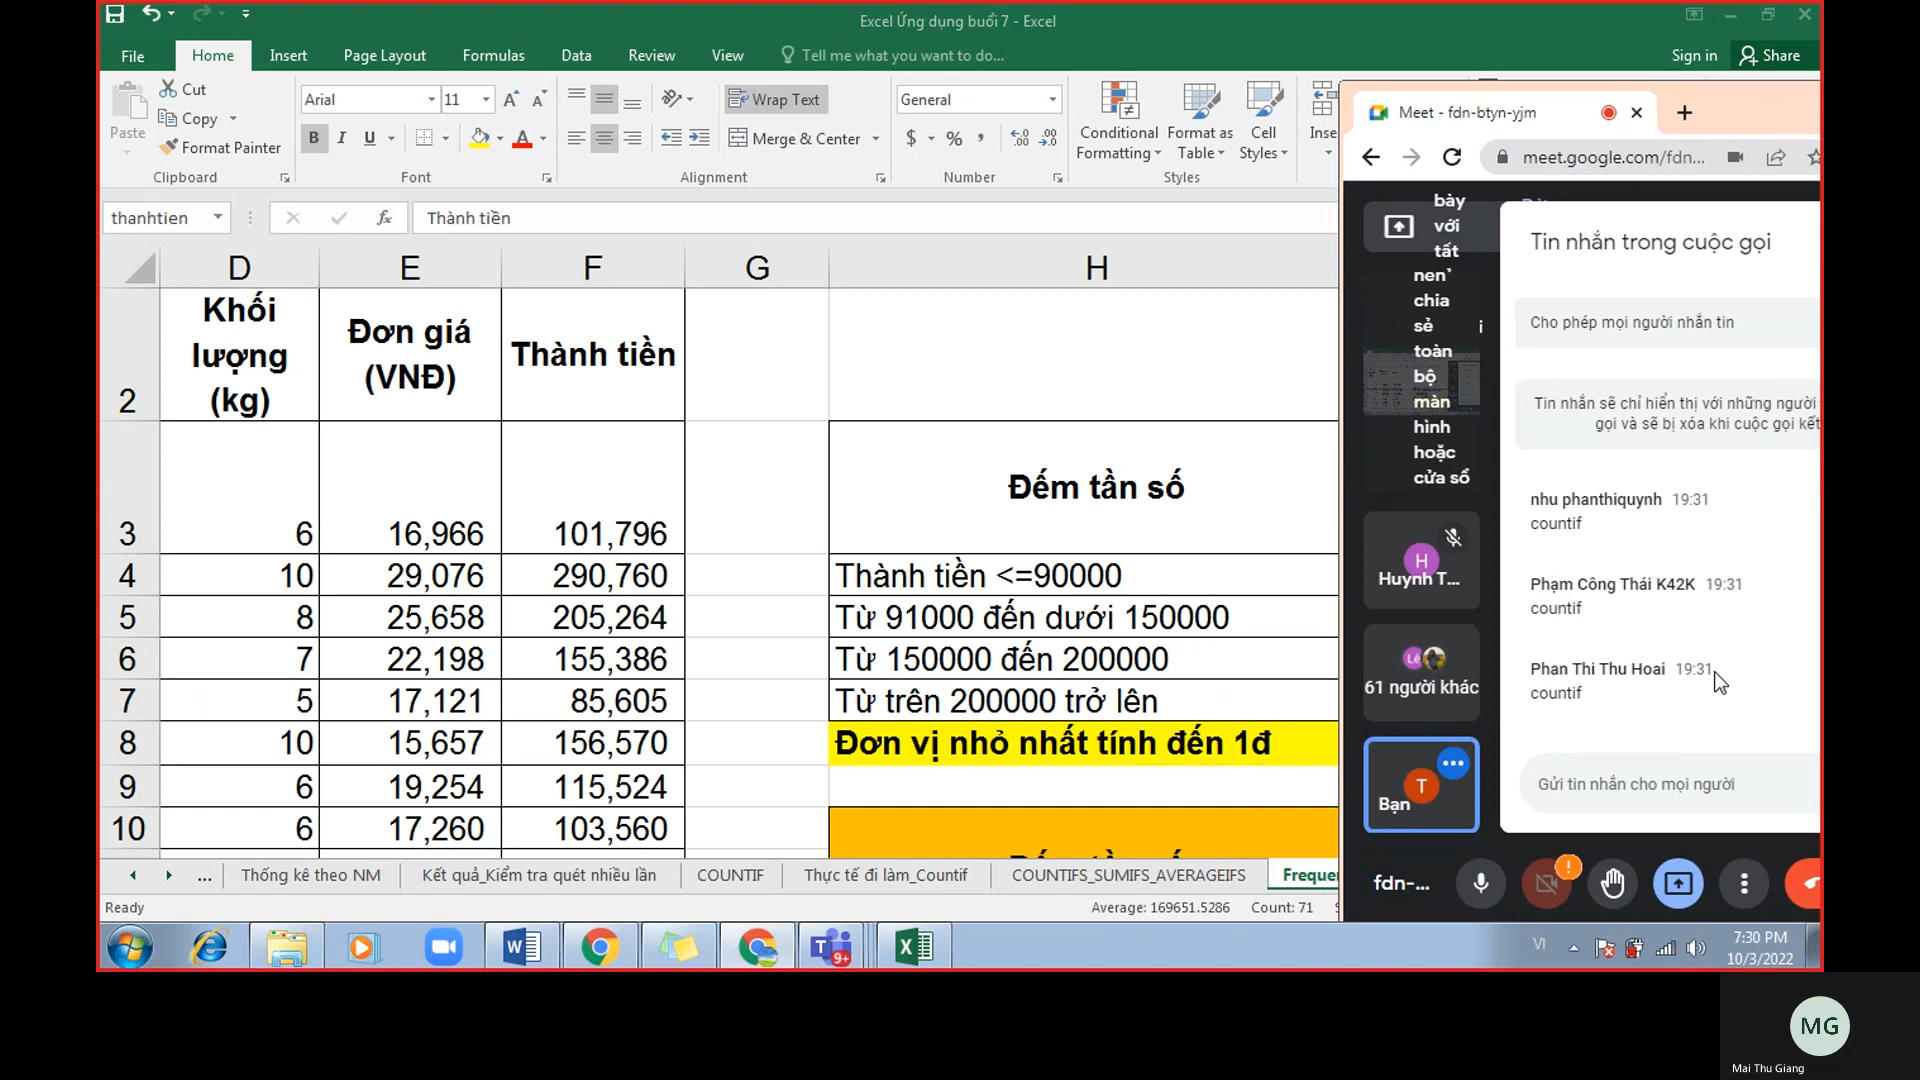 Excel Ứng dụng buổi 7 - Excel
File Home Insert Page Layout Formulas Data Review View Tell me what you want to do... Sign in Share
Paste
Cut
Copy
Format Painter
Clipboard
Arial 11
B I U
Font
Wrap Text
Merge & Center
Alignment
General
$ % ,
Number
Conditional Formatting
Format as Table
Cell Styles
Styles
thanhtien fx Thành tiền
D E F G H
2 Khối lượng (kg) Đơn giá (VNĐ) Thành tiền
3 6 16,966 101,796 Đếm tần số
4 10 29,076 290,760 Thành tiền <=90000
5 8 25,658 205,264 Từ 91000 đến dưới 150000
6 7 22,198 155,386 Từ 150000 đến 200000
7 5 17,121 85,605 Từ trên 200000 trở lên
8 10 15,657 156,570 Đơn vị nhỏ nhất tính đến 1đ
9 6 19,254 115,524
10 6 17,260 103,560
... Thống kê theo NM Kết quả_Kiểm tra quét nhiều lần COUNTIF Thực tế đi làm_Countif COUNTIFS_SUMIFS_AVERAGEIFS
Ready Average: 169651.5286 Count: 71
Meet - fdn-btyn-yjm
meet.google.com/fdn...
bày
với
tất
nen'
chia
sẻ
toàn
bộ
màn
hình
hoặc
cửa sổ
Huynh T...
Lê
61 người khác
T
Bạn
Tin nhắn trong cuộc gọi
Cho phép mọi người nhắn tin
Tin nhắn sẽ chỉ hiển thị với những người
gọi và sẽ bị xóa khi cuộc gọi kết
nhu phanthiquynh 19:31
countif
Phạm Công Thái K42K 19:31
countif
Phan Thi Thu Hoai 19:31
countif
Gửi tin nhắn cho mọi người
fdn-...
VI
7:30 PM
10/3/2022
MG
Mai Thu Giang